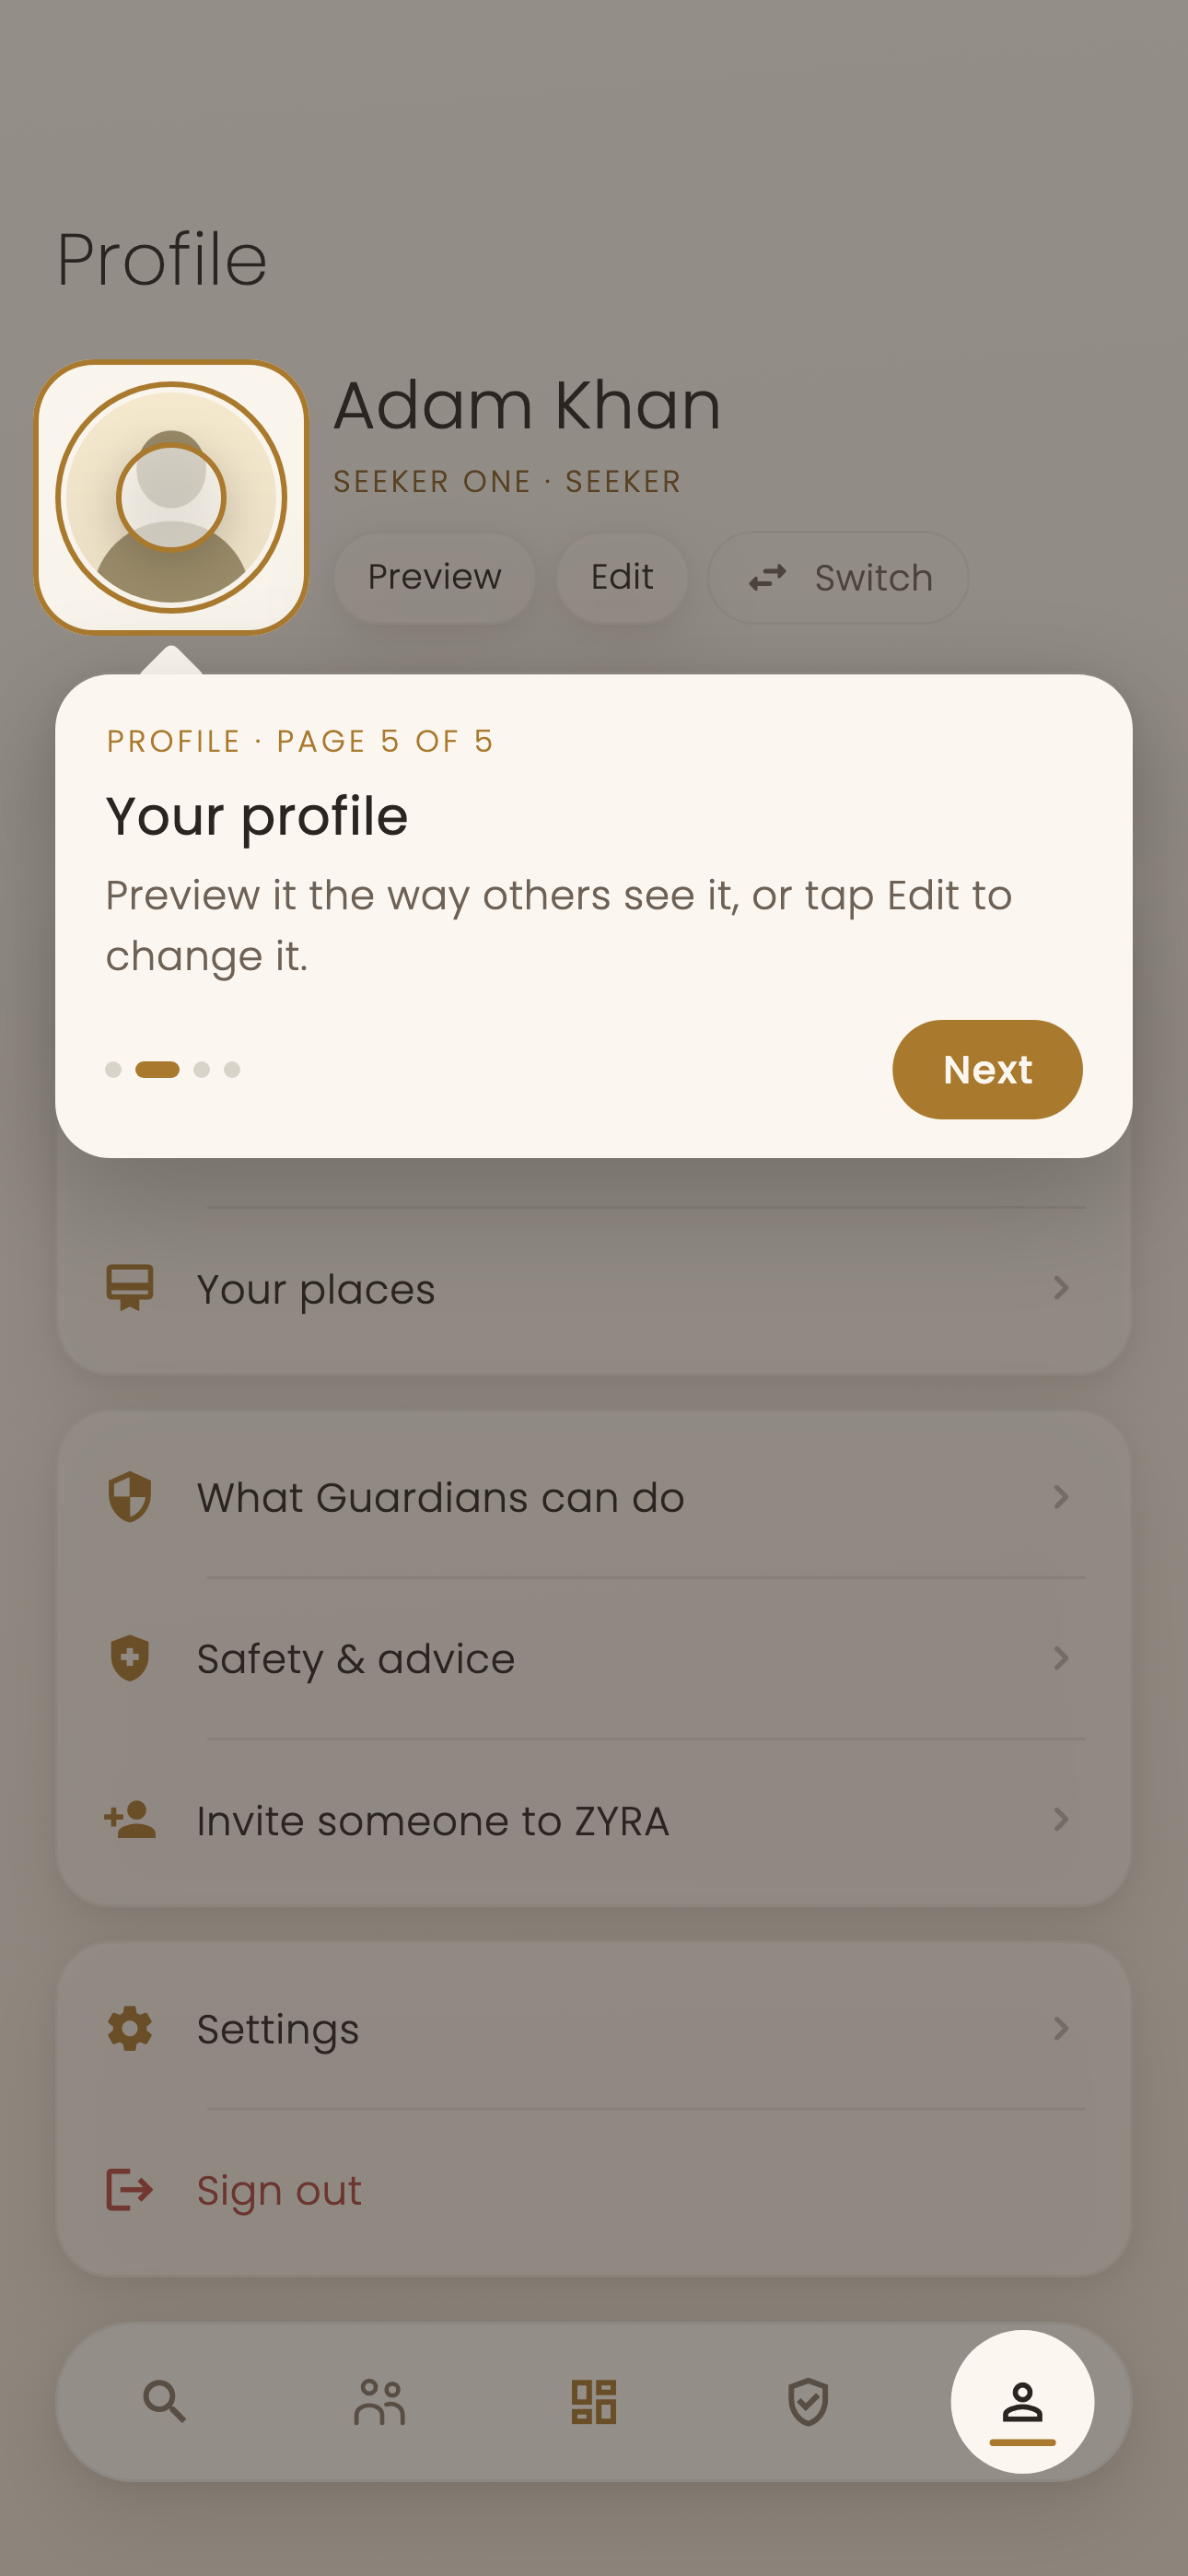 Profile
Adam Khan
SEEKER ONE · SEEKER
Preview
Edit
Switch
PROFILE · PAGE 5 OF 5
Your profile
Preview it the way others see it, or tap Edit to
change it.
Next
Your places
What Guardians can do
Safety & advice
Invite someone to ZYRA
Settings
Sign out